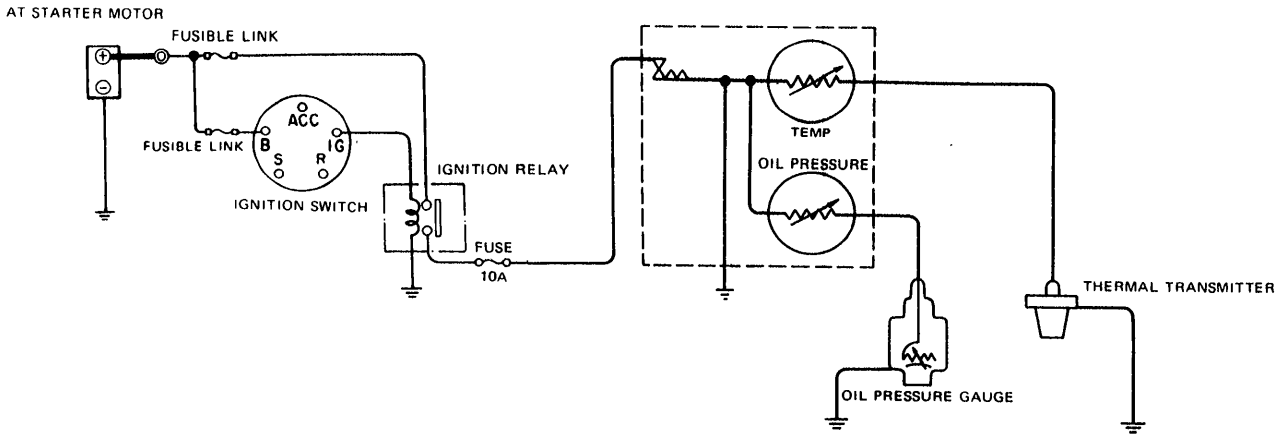 AT STARTER MOTOR
FUSIBLE LINK
+
−
ACC
FUSIBLE LINK
B
IG
S
R
IGNITION SWITCH
IGNITION RELAY
FUSE
10A
TEMP
OIL PRESSURE
THERMAL TRANSMITTER
OIL PRESSURE GAUGE